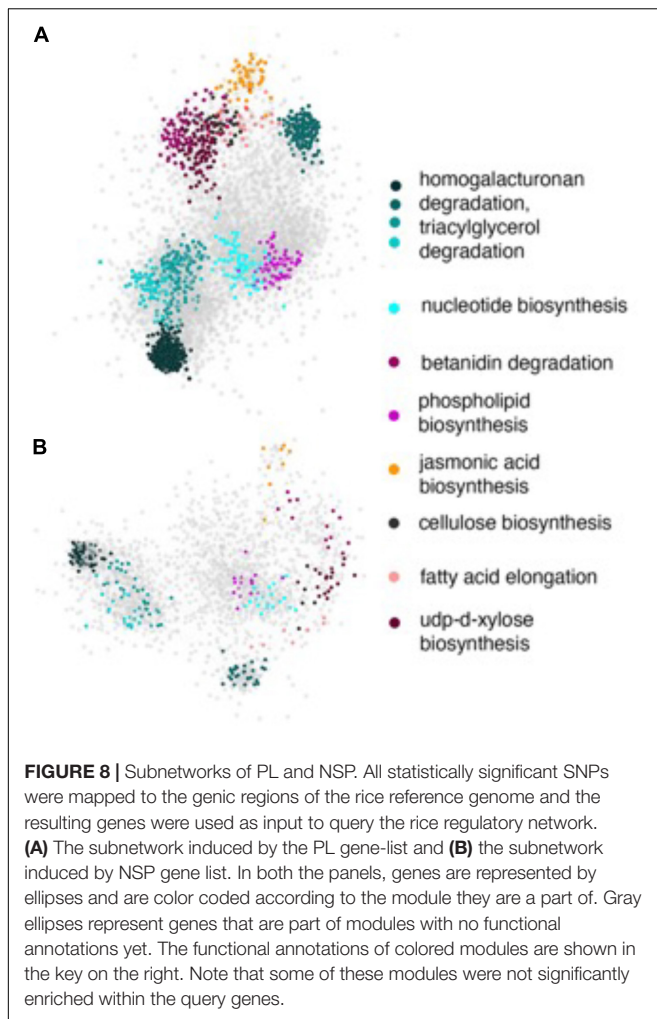 A
homogalacturonan
degradation,
triacylglycerol
degradation
nucleotide biosynthesis
betanidin degradation
phospholipid
biosynthesis
B
jasmonic acid
biosynthesis
cellulose biosynthesis
fatty acid elongation
udp-d-xylose
biosynthesis
FIGURE 8 | Subnetworks of PL and NSP. All statistically significant SNPs
were mapped to the genic regions of the rice reference genome and the
resulting genes were used as input to query the rice regulatory network.
(A) The subnetwork induced by the PL gene-list and (B) the subnetwork
induced by NSP gene list. In both the panels, genes are represented by
ellipses and are color coded according to the module they are a part of. Gray
ellipses represent genes that are part of modules with no functional
annotations yet. The functional annotations of colored modules are shown in
the key on the right. Note that some of these modules were not significantly
enriched within the query genes.